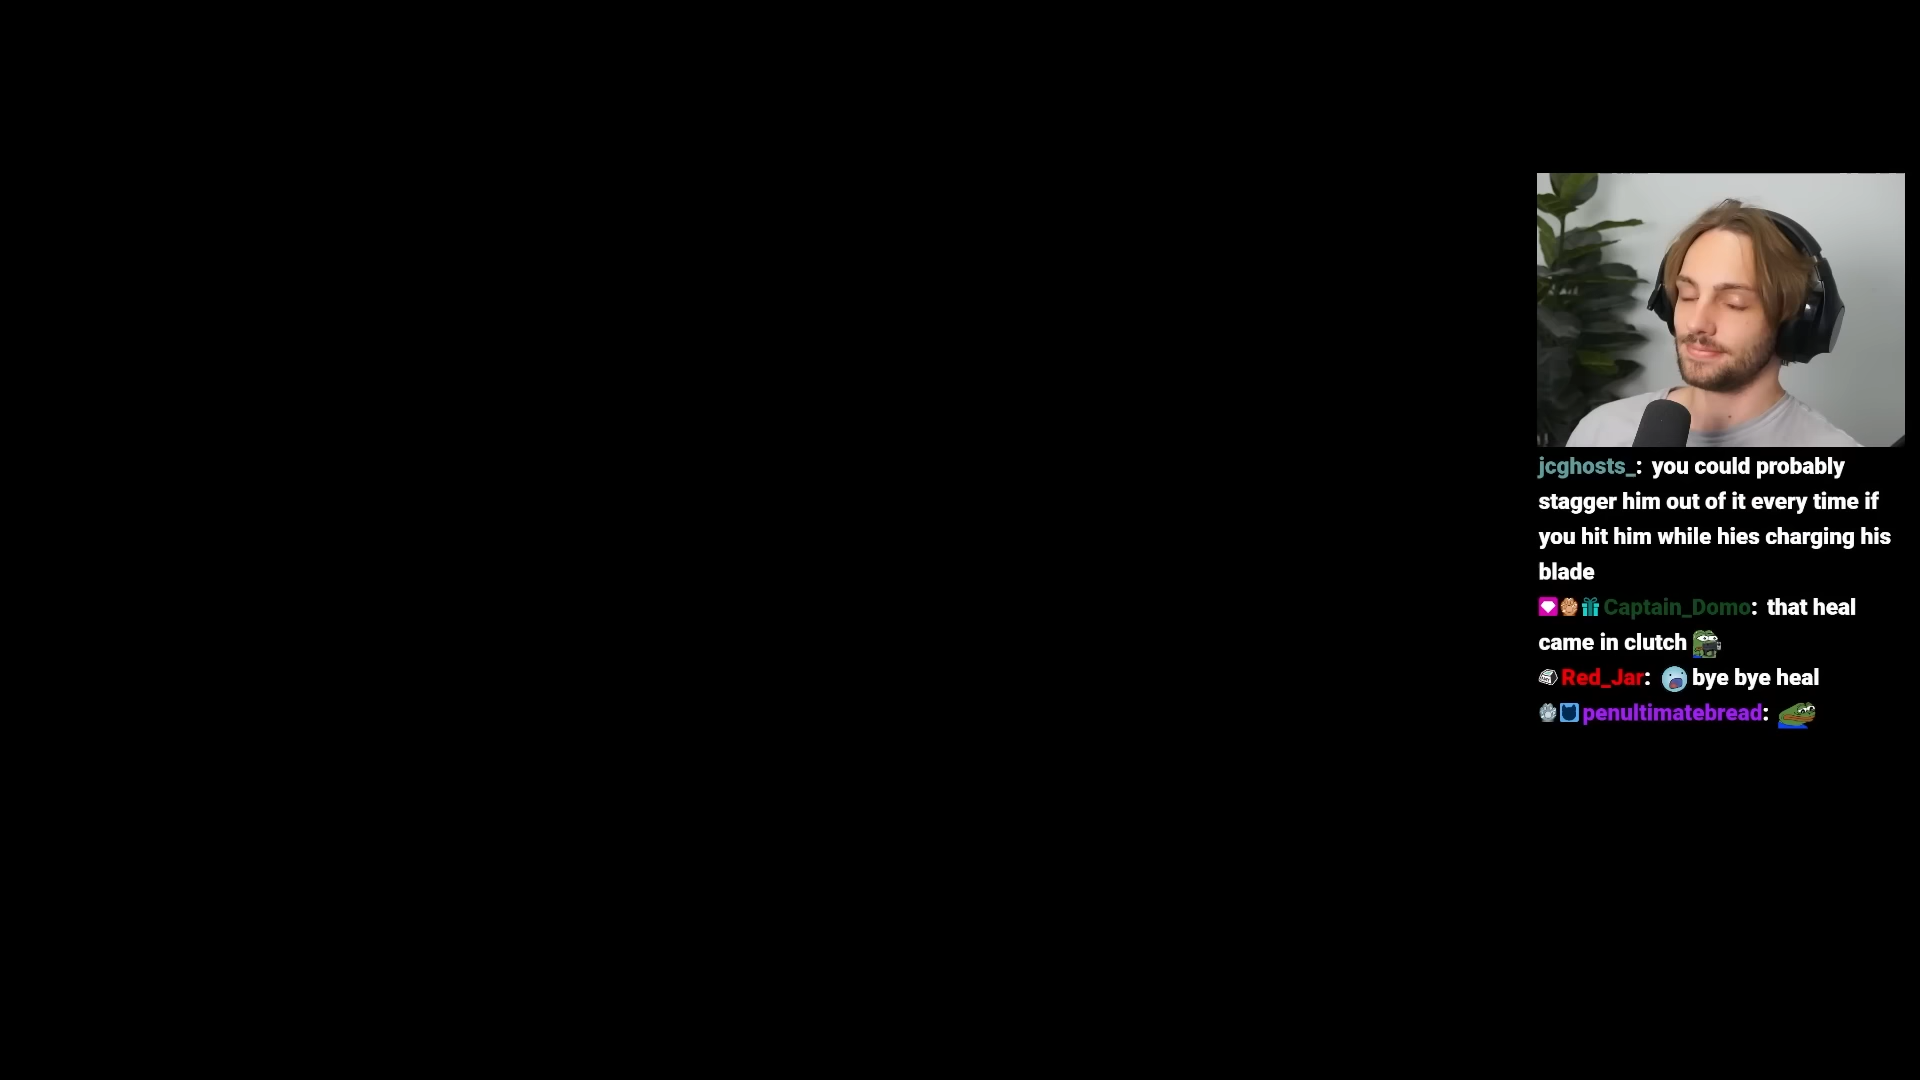 jcghosts_: you could probably
stagger him out of it every time if
you hit him while hies charging his
blade
Captain_Domo: that heal
came in clutch
Red_Jar: bye bye heal
penultimatebread: